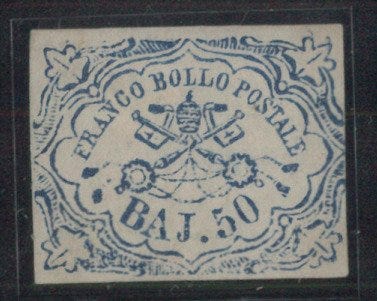 FRANCO BOLLO POSTALE
BAJ. 50